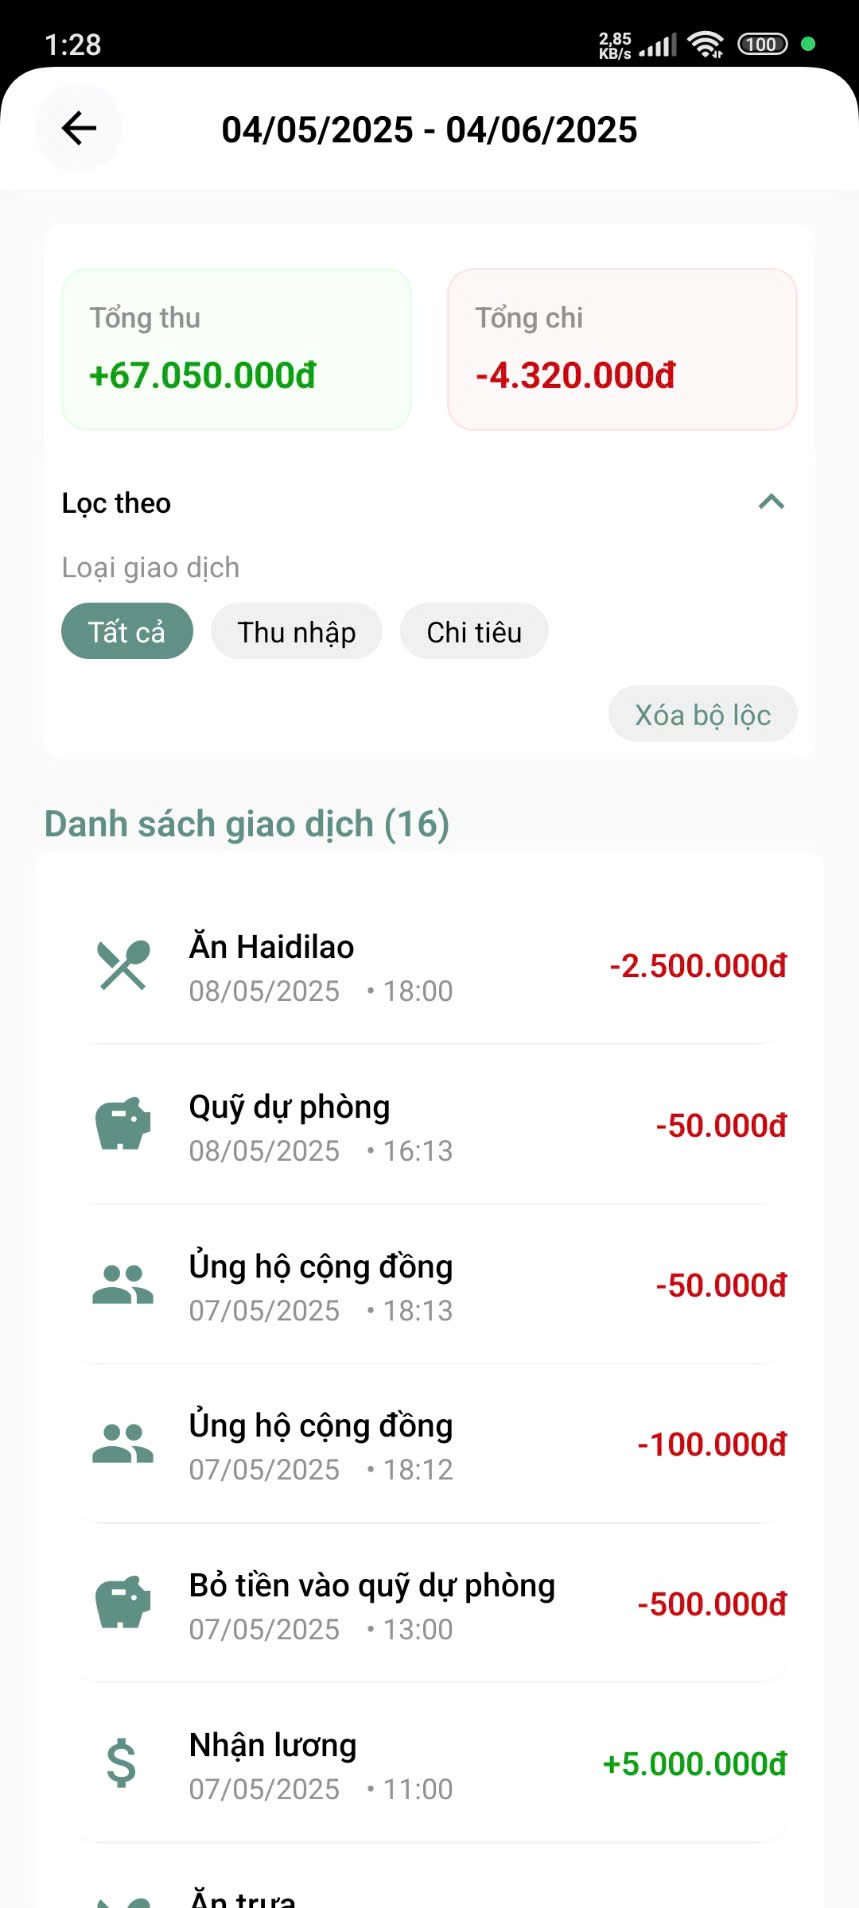 1:28
2,85
KB/s
100
04/05/2025 - 04/06/2025
Tổng thu
+67.050.000đ
Tổng chi
-4.320.000đ
Lọc theo
Loại giao dịch
Tất cả
Thu nhập
Chi tiêu
Xóa bộ lọc
Danh sách giao dịch (16)
Ăn Haidilao
08/05/2025 • 18:00
-2.500.000đ
Quỹ dự phòng
08/05/2025 • 16:13
-50.000đ
Ủng hộ cộng đồng
07/05/2025 • 18:13
-50.000đ
Ủng hộ cộng đồng
07/05/2025 • 18:12
-100.000đ
Bỏ tiền vào quỹ dự phòng
07/05/2025 • 13:00
-500.000đ
Nhận lương
07/05/2025 • 11:00
+5.000.000đ
Ăn trưa